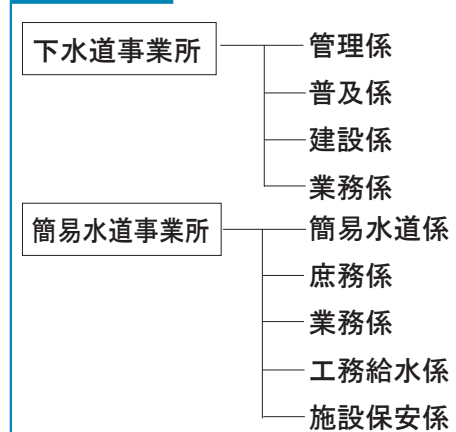 下水道事業所
管理係
普及係
建設係
業務係
簡易水道事業所
簡易水道係
庶務係
業務係
工務給水係
施設保安係